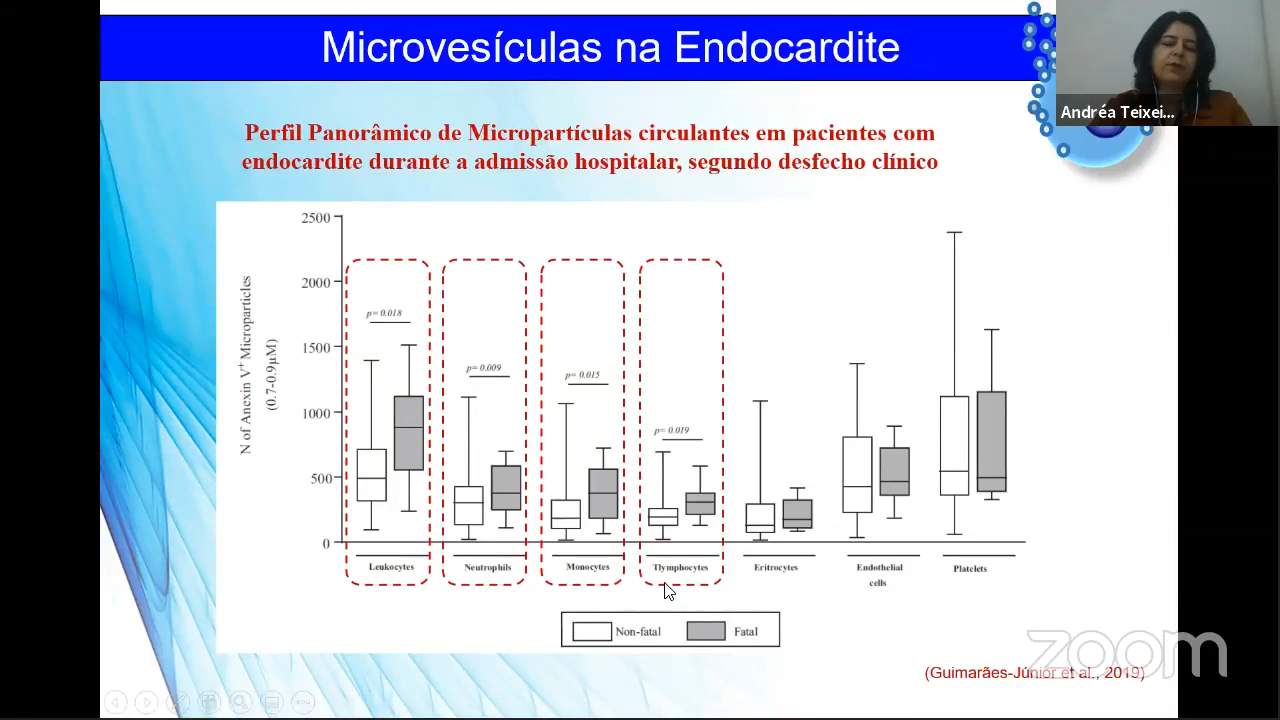 Microvesículas na Endocardite
Andréa Teixei...
Perfil Panorâmico de Micropartículas circulantes em pacientes com
endocardite durante a admissão hospitalar, segundo desfecho clínico
N of Anexin V+ Microparticles
(0.7-0.9µM)
2500
2000
1500
1000
500
0
p= 0.018
p= 0.009
p= 0.015
p= 0.019
Leukocytes
Neutrophils
Monocytes
Tlymphocytes
Eritrocytes
Endothelial
cells
Platelets
Non-fatal
Fatal
zoom
(Guimarães-Júnior et al., 2019)